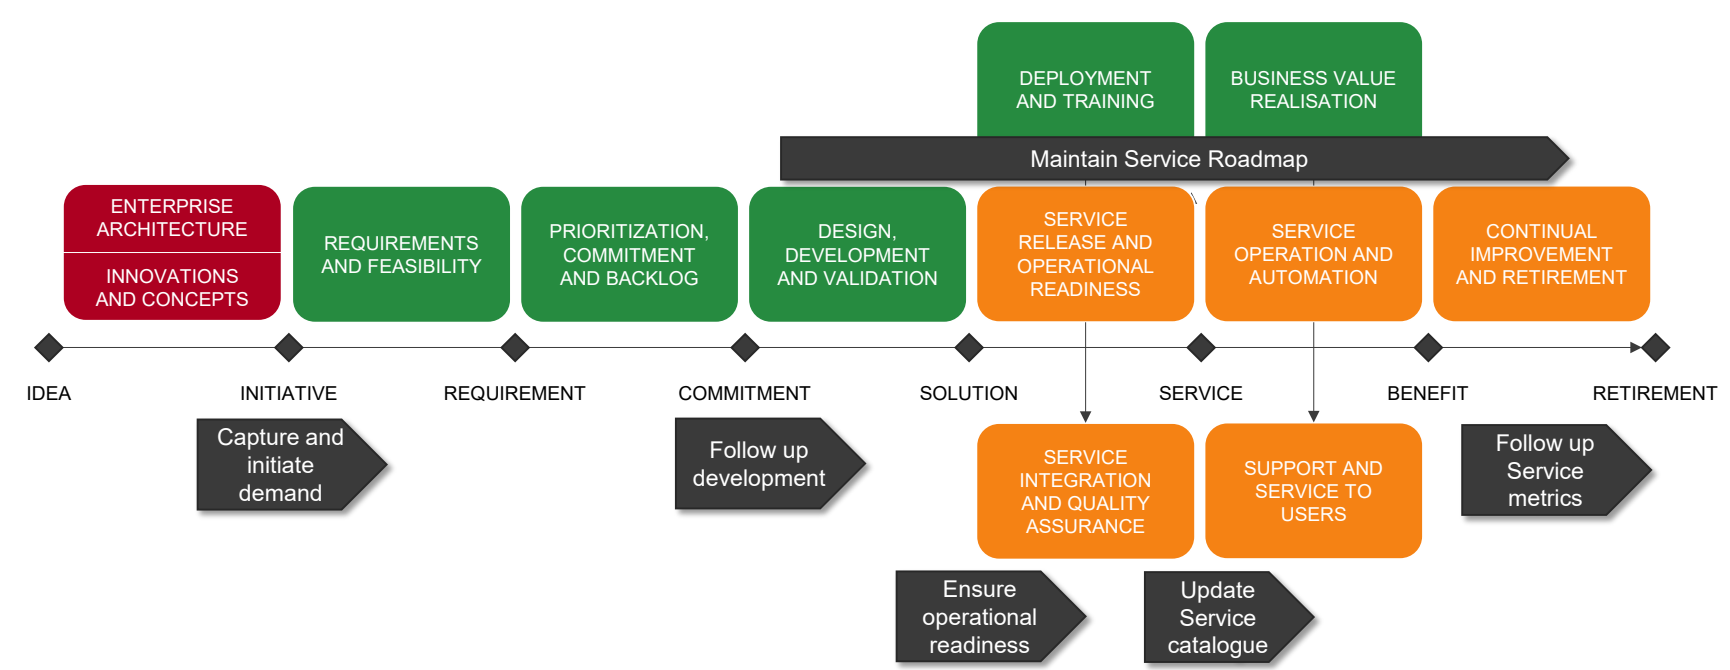 DEPLOYMENT
AND TRAINING
BUSINESS VALUE
REALISATION
Maintain Service Roadmap
ENTERPRISE
ARCHITECTURE
INNOVATIONS
AND CONCEPTS
REQUIREMENTS
AND FEASIBILITY
PRIORITIZATION,
COMMITMENT
AND BACKLOG
DESIGN,
DEVELOPMENT
AND VALIDATION
SERVICE
RELEASE AND
OPERATIONAL
READINESS
SERVICE
OPERATION AND
AUTOMATION
CONTINUAL
IMPROVEMENT
AND RETIREMENT
IDEA
INITIATIVE
REQUIREMENT
COMMITMENT
SOLUTION
SERVICE
BENEFIT
RETIREMENT
Capture and
initiate
demand
Follow up
development
SERVICE
INTEGRATION
AND QUALITY
ASSURANCE
SUPPORT AND
SERVICE TO
USERS
Follow up
Service
metrics
Ensure
operational
readiness
Update
Service
catalogue